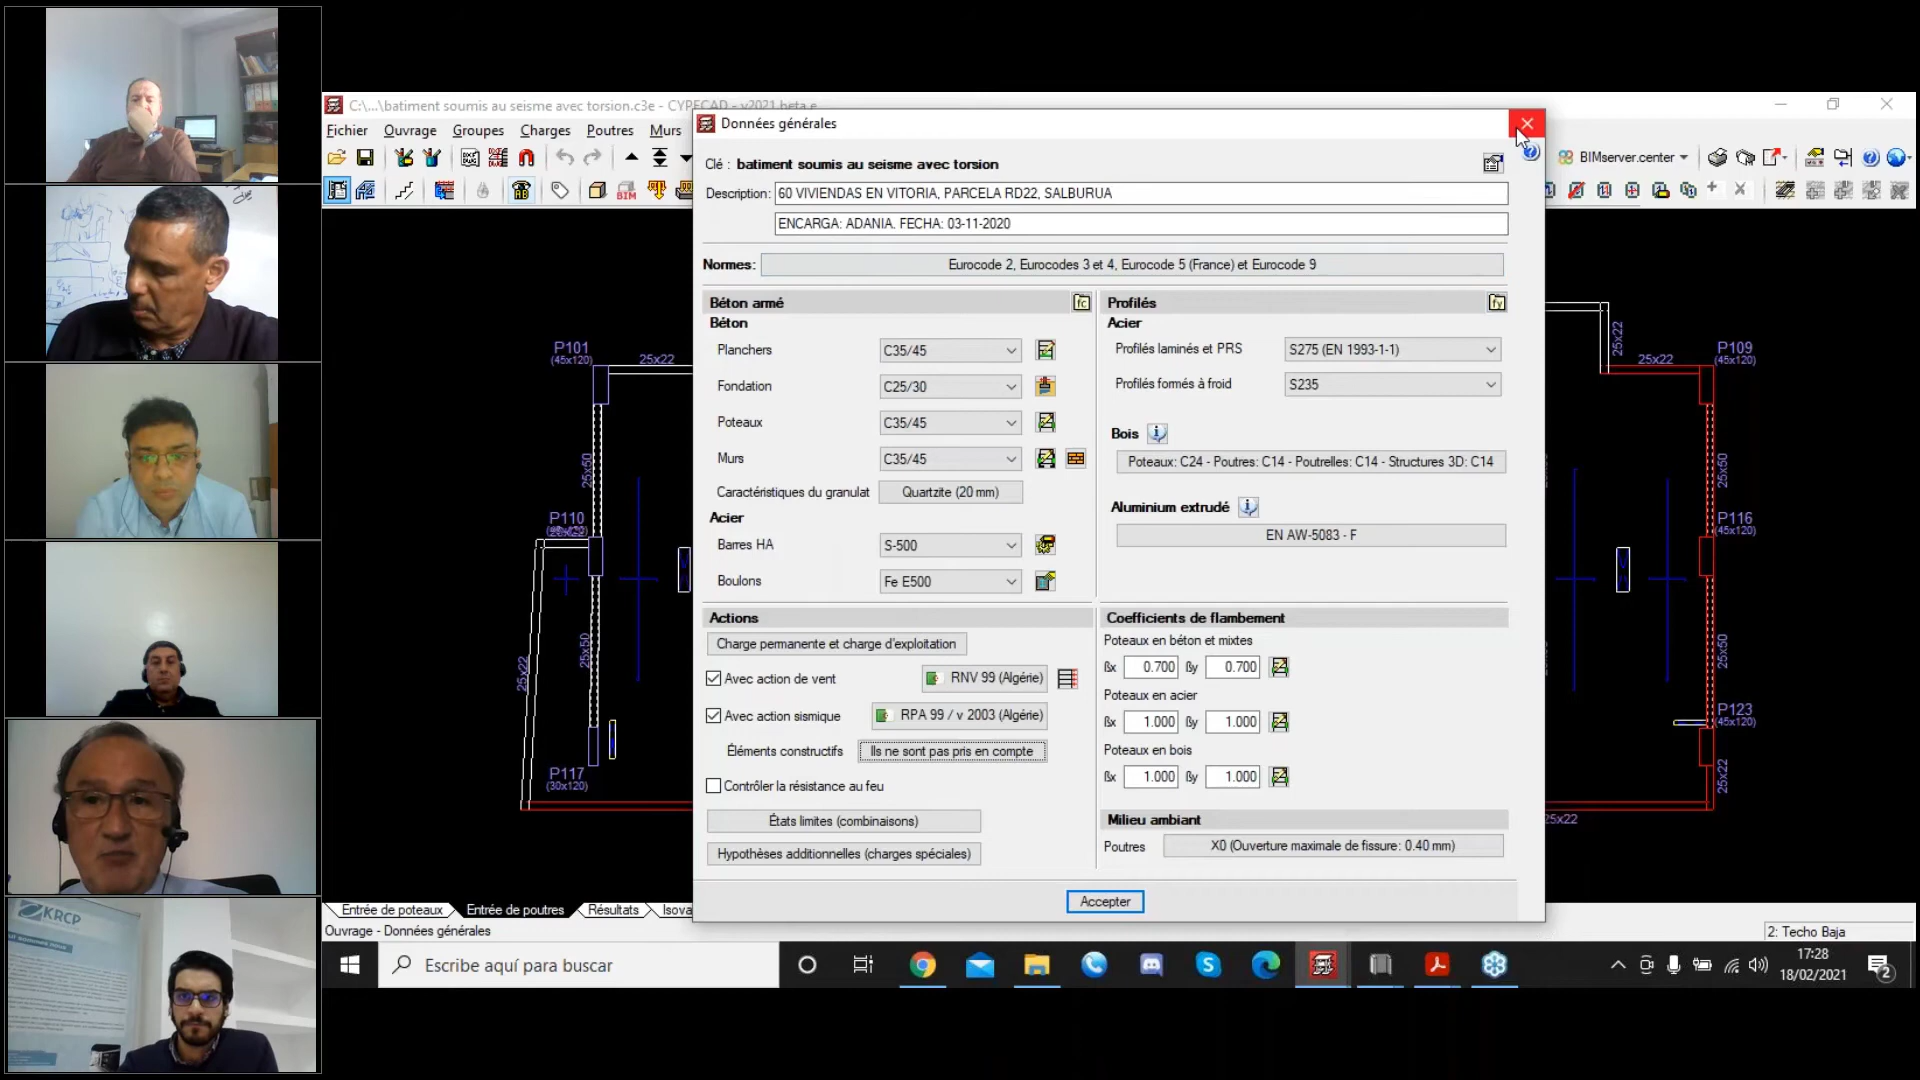 C:\...\batiment soumis au seisme avec torsion.c3e - CYPECAD - v2021.beta.e
Fichier Ouvrage Groupes Charges Poutres Murs
BIMserver.center
Données générales
Clé : batiment soumis au seisme avec torsion
Description: 60 VIVIENDAS EN VITORIA, PARCELA RD22, SALBURUA
ENCARGA: ADANIA. FECHA: 03-11-2020
Normes: Eurocode 2, Eurocodes 3 et 4, Eurocode 5 (France) et Eurocode 9
Béton armé
Béton
Planchers C35/45
Fondation C25/30
Poteaux C35/45
Murs C35/45
Caractéristiques du granulat Quartzite (20 mm)
Acier
Barres HA S-500
Boulons Fe E500
Profilés
Acier
Profilés laminés et PRS S275 (EN 1993-1-1)
Profilés formés à froid S235
Bois
Poteaux: C24 - Poutres: C14 - Poutrelles: C14 - Structures 3D: C14
Aluminium extrudé
EN AW-5083 - F
Actions
Charge permanente et charge d'exploitation
Avec action de vent RNV 99 (Algérie)
Avec action sismique RPA 99 / v 2003 (Algérie)
Éléments constructifs Ils ne sont pas pris en compte
Contrôler la résistance au feu
États limites (combinaisons)
Hypothèses additionnelles (charges spéciales)
Coefficients de flambement
Poteaux en béton et mixtes
ßx 0.700 ßy 0.700
Poteaux en acier
ßx 1.000 ßy 1.000
Poteaux en bois
ßx 1.000 ßy 1.000
Milieu ambiant
Poutres X0 (Ouverture maximale de fissure: 0.40 mm)
Accepter
P101
(45x120)
25x22
25x50
P110
25x50
25x22
P117
(30x120)
25x22
25x22
P109
(45x120)
25x50
P116
(45x120)
25x50
P123
(45x120)
25x22
25x22
Entrée de poteaux Entrée de poutres Résultats Isova
Ouvrage - Données générales
2: Techo Baja
Escribe aquí para buscar
17:28
18/02/2021
2
KRCP